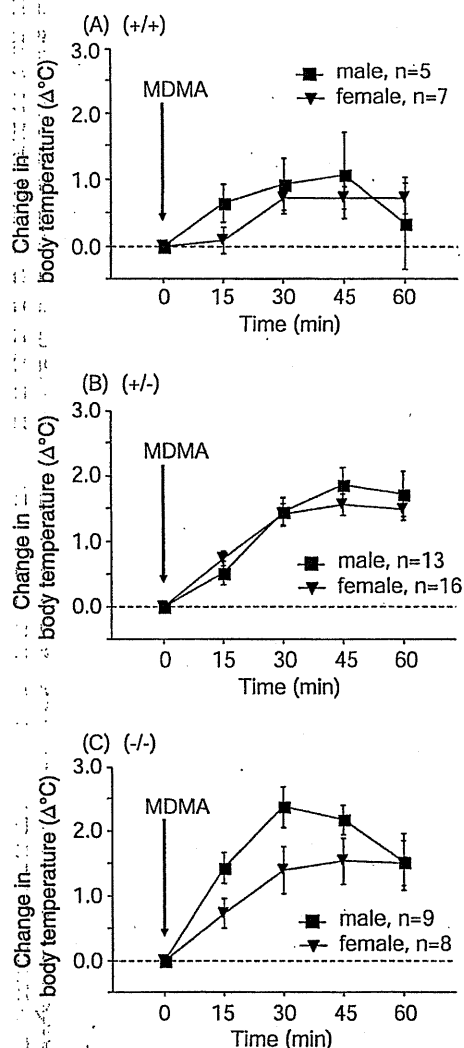 (A) (+/+)
Change in
body temperature (Δ°C)
3.0
2.0
1.0
0.0
MDMA
male, n=5
female, n=7
0 15 30 45 60
Time (min)
(B) (+/-)
Change in
body temperature (Δ°C)
3.0
2.0
1.0
0.0
MDMA
male, n=13
female, n=16
0 15 30 45 60
Time (min)
(C) (-/-)
Change in
body temperature (Δ°C)
3.0
2.0
1.0
0.0
MDMA
male, n=9
female, n=8
0 15 30 45 60
Time (min)